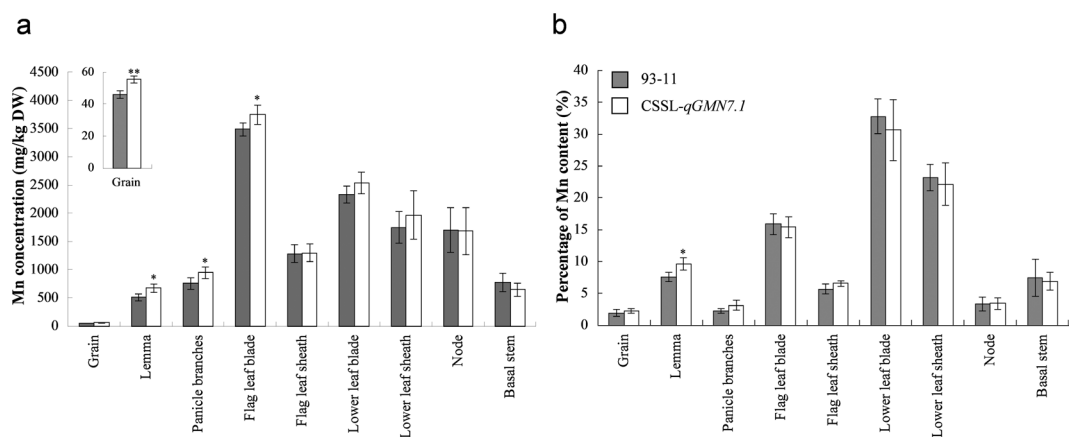 a
Mn concentration (mg/kg DW)
4500
4000
3500
3000
2500
2000
1500
1000
500
0
60
40
20
0
**
Grain
*
*
*
Grain
Lemma
Panicle branches
Flag leaf blade
Flag leaf sheath
Lower leaf blade
Lower leaf sheath
Node
Basal stem
b
Percentage of Mn content (%)
40
35
30
25
20
15
10
5
0
93-11
CSSL-qGMN7.1
*
Grain
Lemma
Panicle branches
Flag leaf blade
Flag leaf sheath
Lower leaf blade
Lower leaf sheath
Node
Basal stem